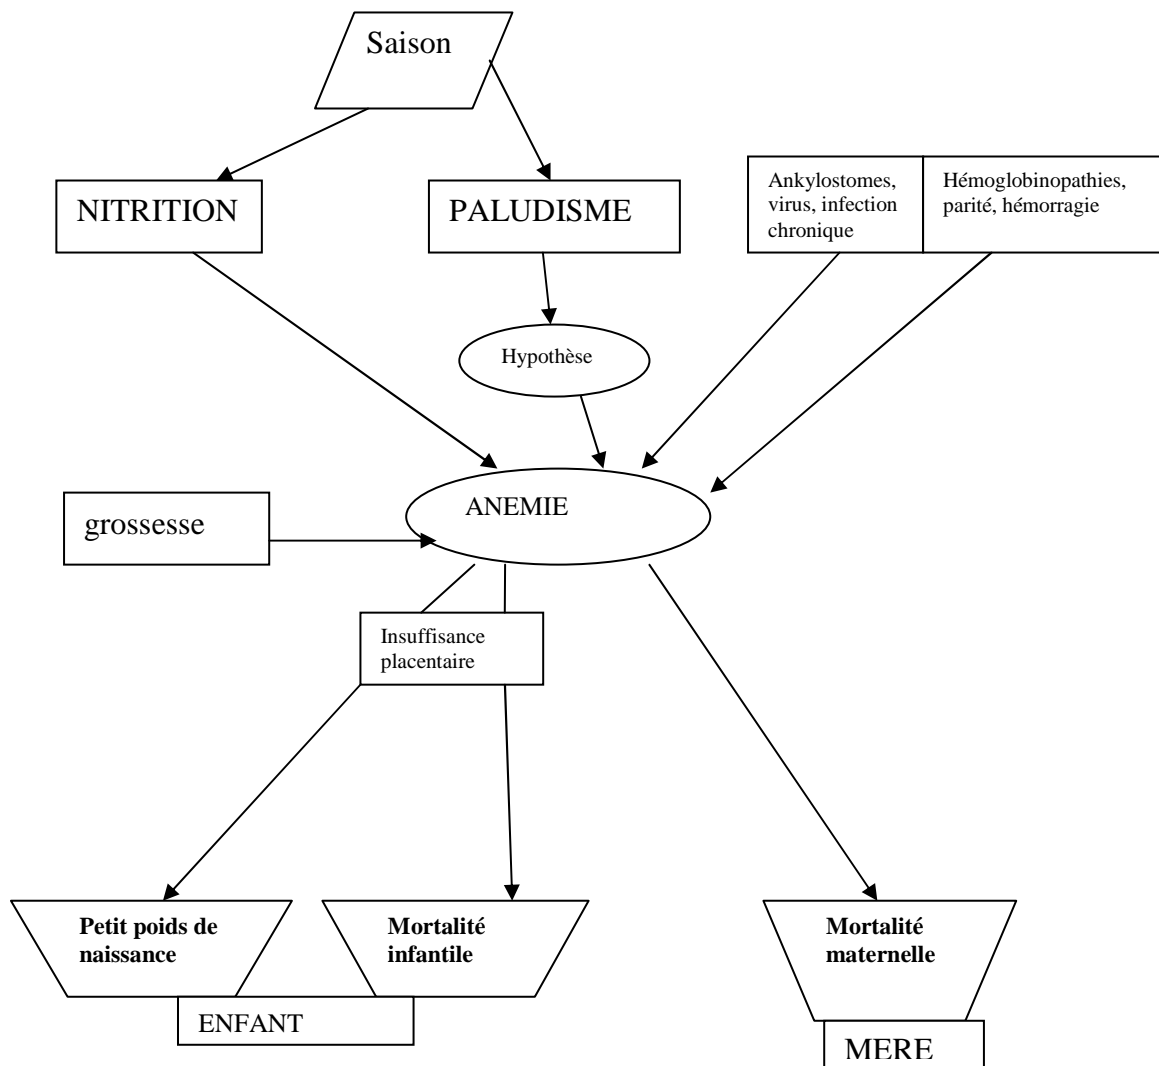 Saison
NITRITION
PALUDISME
Ankylostomes,
virus, infection
chronique
Hémoglobinopathies,
parité, hémorragie
Hypothèse
ANEMIE
grossesse
Insuffisance
placentaire
Petit poids de
naissance
Mortalité
infantile
Mortalité
maternelle
ENFANT
MERE